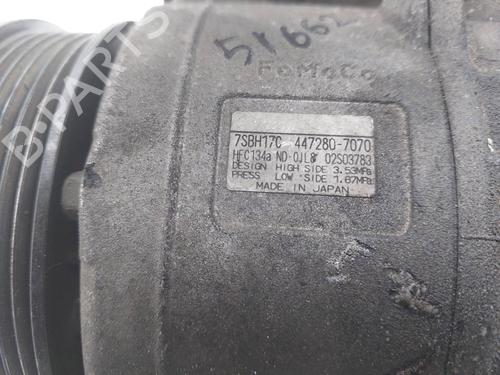 51662
FoMoCo
7SBH17C 447280-7070
HFC134a ND-OIL8 02S03783
DESIGN HIGH SIDE 3.53MPa
PRESS LOW SIDE 1.67MPa
MADE IN JAPAN
B-PARTS